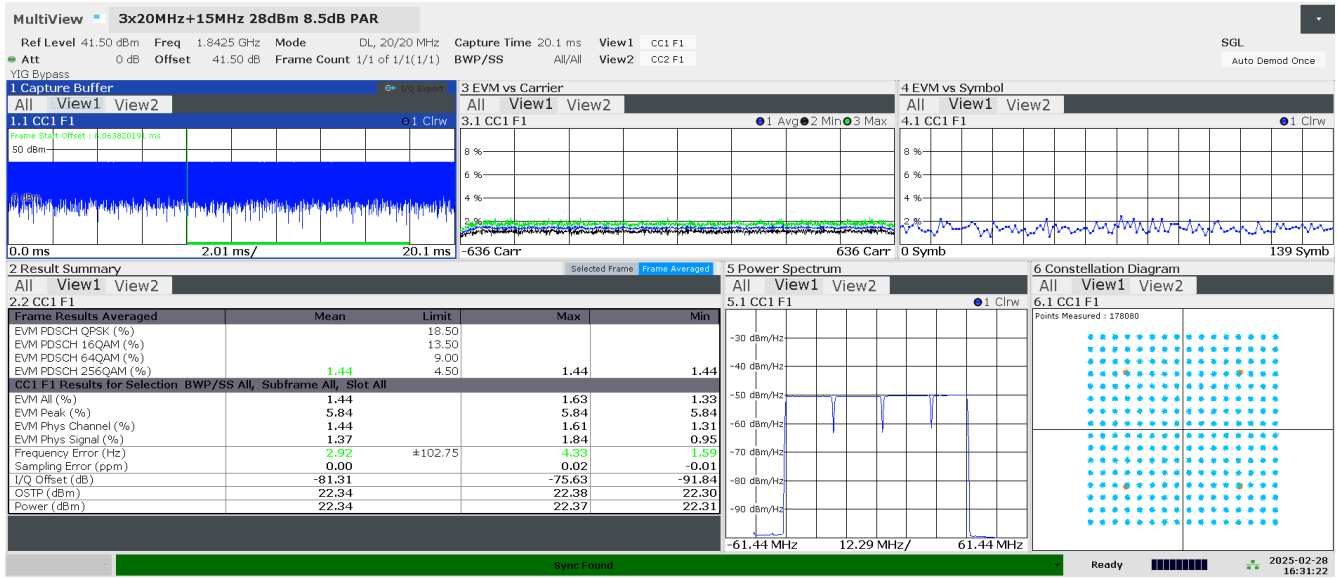 MultiView 3x20MHz+15MHz 28dBm 8.5dB PAR
Ref Level 41.50 dBm Freq 1.8425 GHz Mode DL, 20/20 MHz Capture Time 20.1 ms View1 CC1 F1 SGL
Att 0 dB Offset 41.50 dB Frame Count 1/1 of 1/1(1/1) BWP/SS All/All View2 CC2 F1 Auto Demod Once
YIG Bypass
1 Capture Buffer I/Q Export
All View1 View2
1.1 CC1 F1 1 Clrw
Frame Start Offset : 8.063820191 ms
50 dBm
0 dBm
0.0 ms 2.01 ms/ 20.1 ms
3 EVM vs Carrier
All View1 View2
3.1 CC1 F1 1 Avg 2 Min 3 Max
8 %
6 %
4 %
2 %
-636 Carr 636 Carr
4 EVM vs Symbol
All View1 View2
4.1 CC1 F1 1 Clrw
8 %
6 %
4 %
2 %
0 Symb 139 Symb
2 Result Summary Selected Frame Frame Averaged
All View1 View2
2.2 CC1 F1
Frame Results Averaged Mean Limit Max Min
EVM PDSCH QPSK (%) 18.50
EVM PDSCH 16QAM (%) 13.50
EVM PDSCH 64QAM (%) 9.00
EVM PDSCH 256QAM (%) 1.44 4.50 1.44 1.44
CC1 F1 Results for Selection BWP/SS All, Subframe All, Slot All
EVM All (%) 1.44 1.63 1.33
EVM Peak (%) 5.84 5.84 5.84
EVM Phys Channel (%) 1.44 1.61 1.31
EVM Phys Signal (%) 1.37 1.84 0.95
Frequency Error (Hz) 2.92 ±102.75 4.33 1.59
Sampling Error (ppm) 0.00 0.02 -0.01
I/Q Offset (dB) -81.31 -75.63 -91.84
OSTP (dBm) 22.34 22.38 22.30
Power (dBm) 22.34 22.37 22.31
5 Power Spectrum
All View1 View2
5.1 CC1 F1 1 Clrw
-30 dBm/Hz
-40 dBm/Hz
-50 dBm/Hz
-60 dBm/Hz
-70 dBm/Hz
-80 dBm/Hz
-90 dBm/Hz
-61.44 MHz 12.29 MHz/ 61.44 MHz
6 Constellation Diagram
All View1 View2
6.1 CC1 F1
Points Measured : 178080
Sync Found Ready 2025-02-28
16:31:22